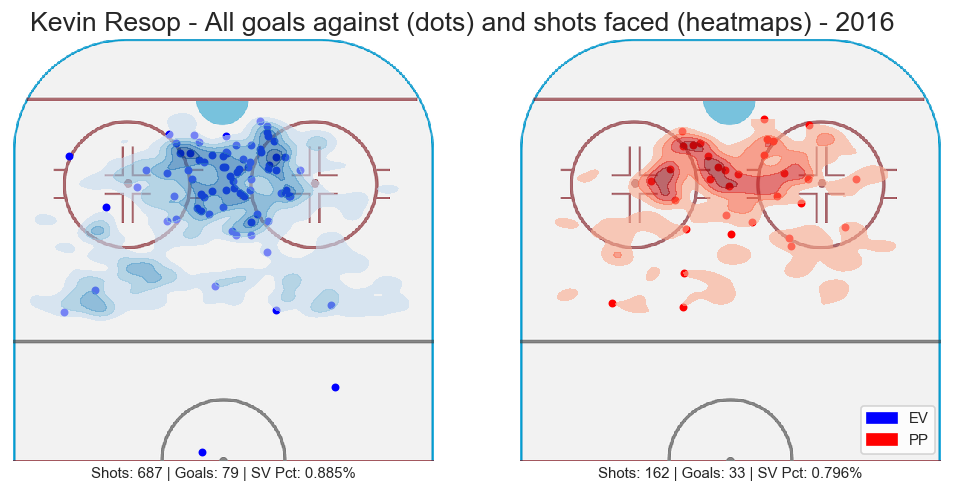 Kevin Resop - All goals against (dots) and shots faced (heatmaps) - 2016
EV
PP
Shots: 687 | Goals: 79 | SV Pct: 0.885%
Shots: 162 | Goals: 33 | SV Pct: 0.796%